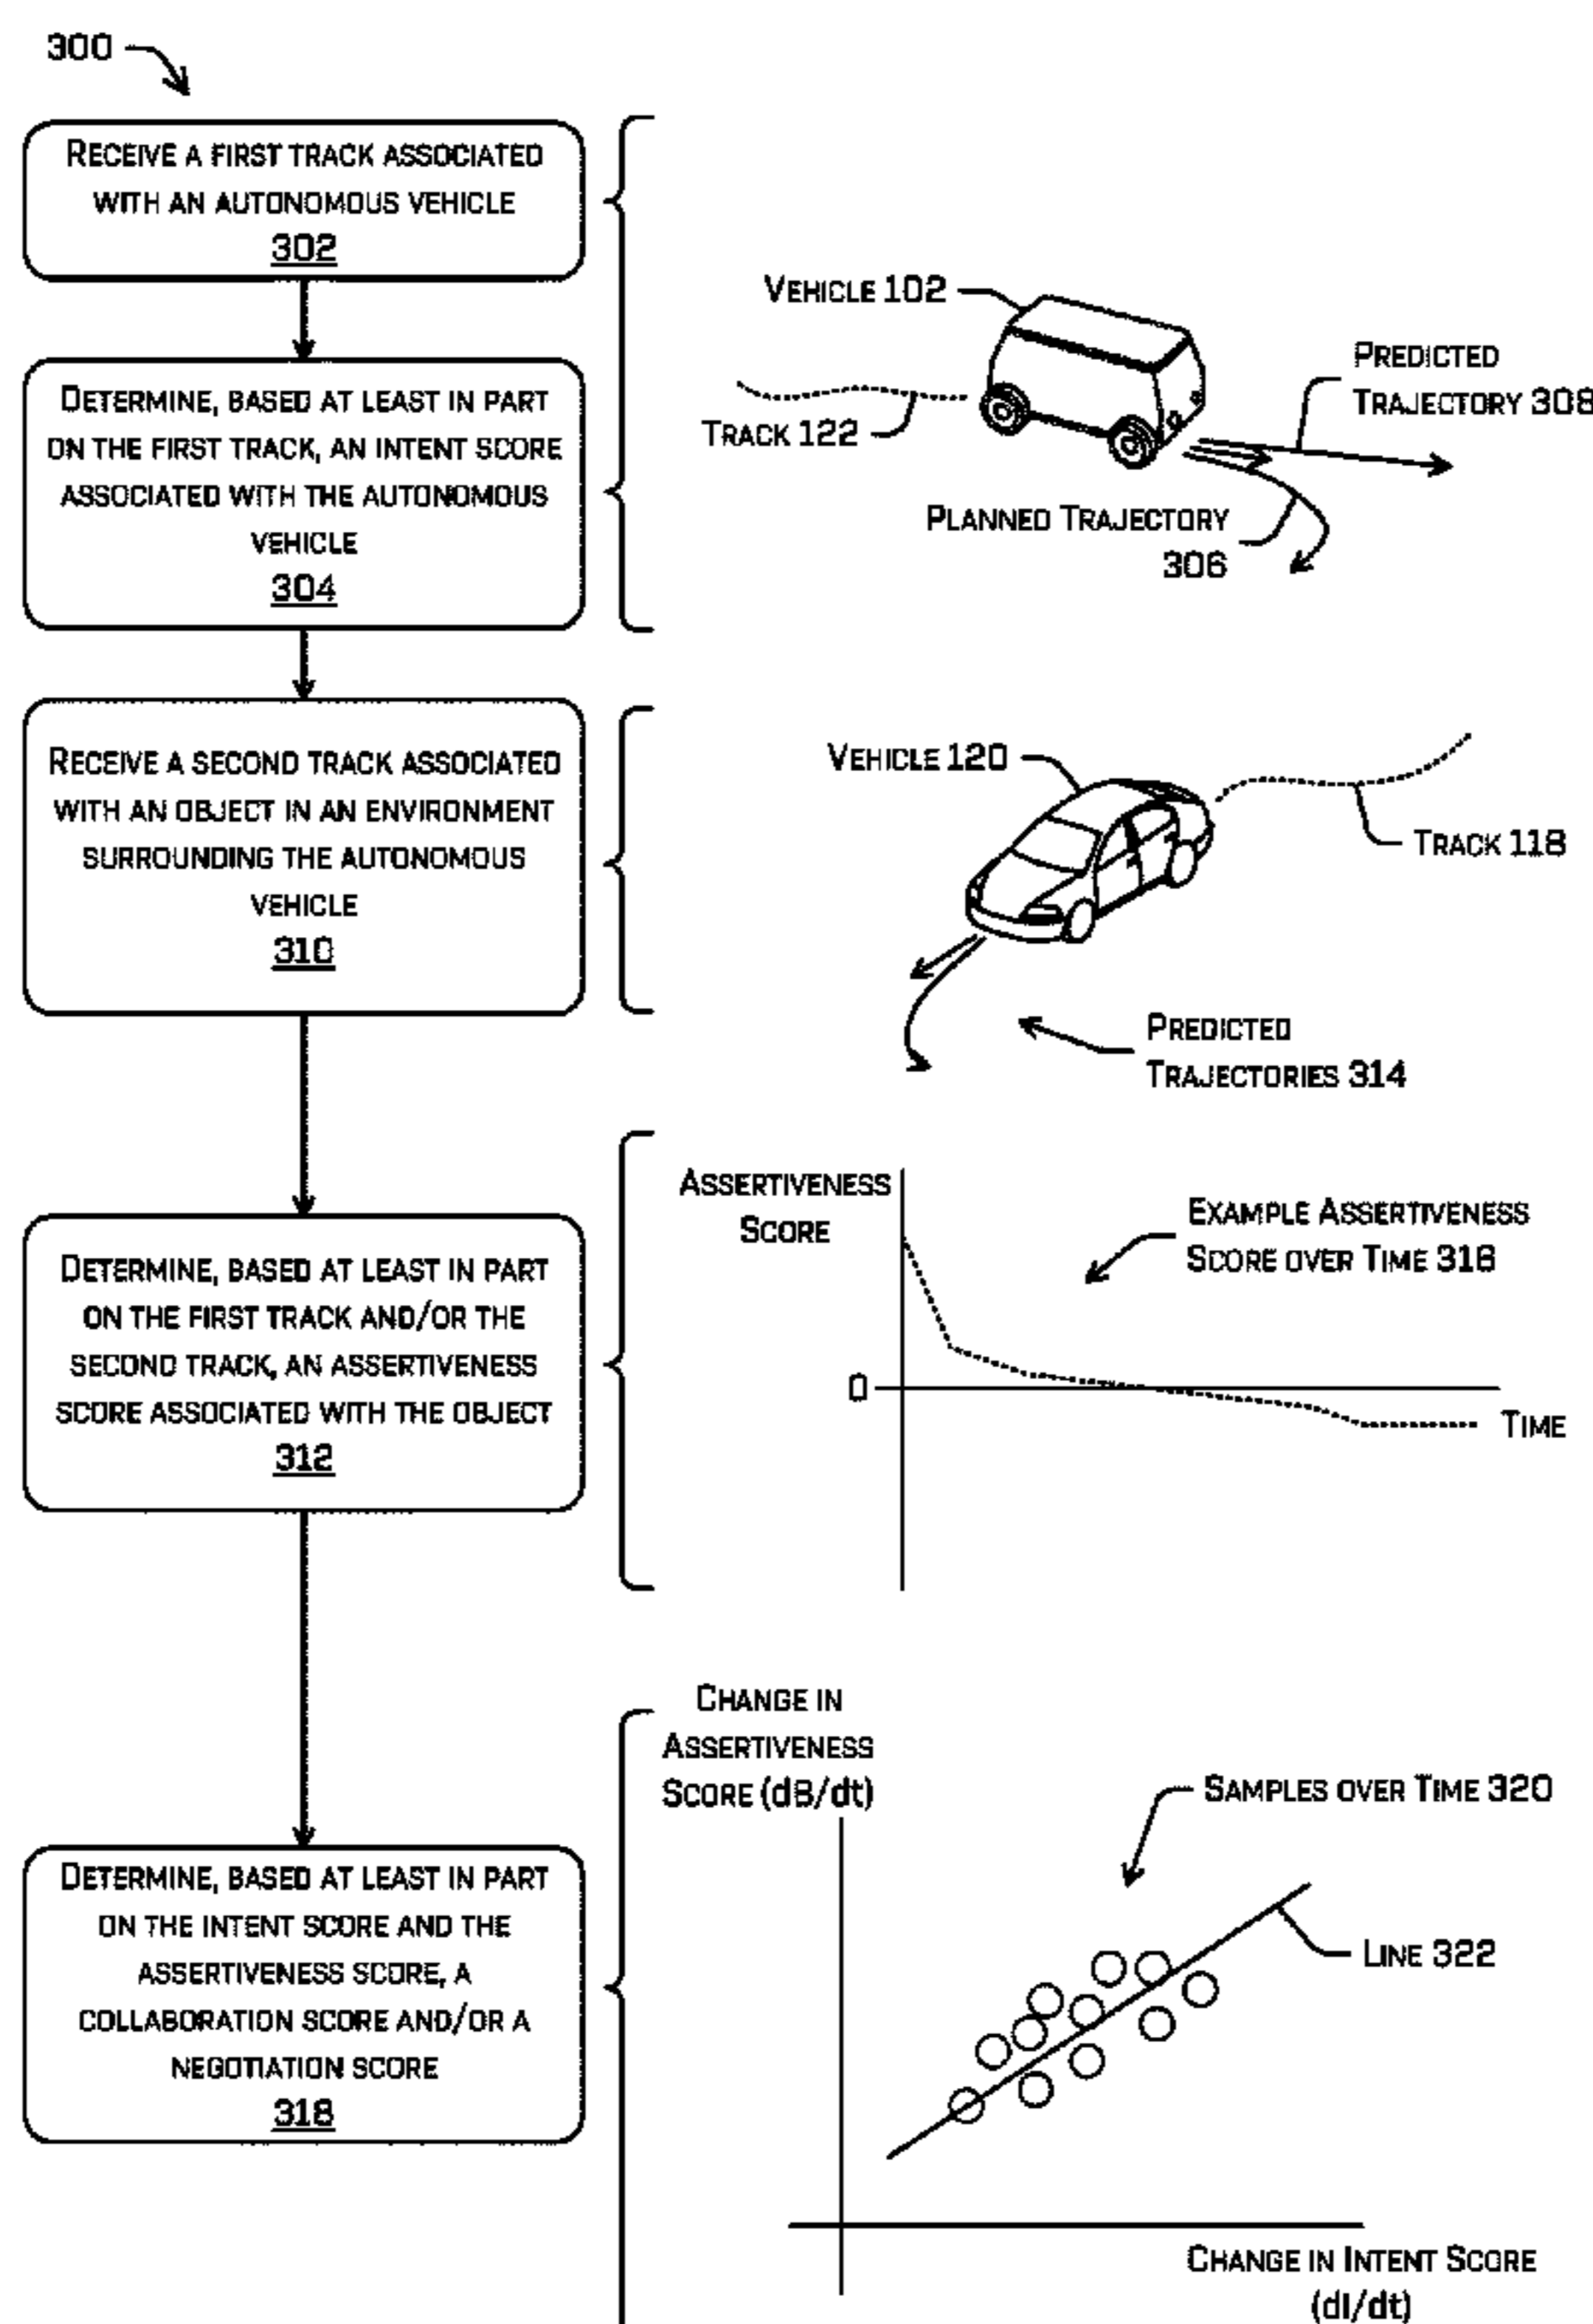 300
RECEIVE A FIRST TRACK ASSOCIATED
WITH AN AUTONOMOUS VEHICLE
302
DETERMINE, BASED AT LEAST IN PART
ON THE FIRST TRACK, AN INTENT SCORE
ASSOCIATED WITH THE AUTONOMOUS
VEHICLE
304
VEHICLE 102
TRACK 122
PREDICTED
TRAJECTORY 308
PLANNED TRAJECTORY
306
RECEIVE A SECOND TRACK ASSOCIATED
WITH AN OBJECT IN AN ENVIRONMENT
SURROUNDING THE AUTONOMOUS
VEHICLE
310
VEHICLE 120
TRACK 118
PREDICTED
TRAJECTORIES 314
DETERMINE, BASED AT LEAST IN PART
ON THE FIRST TRACK AND/OR THE
SECOND TRACK, AN ASSERTIVENESS
SCORE ASSOCIATED WITH THE OBJECT
312
ASSERTIVENESS
SCORE
EXAMPLE ASSERTIVENESS
SCORE OVER TIME 316
0
TIME
DETERMINE, BASED AT LEAST IN PART
ON THE INTENT SCORE AND THE
ASSERTIVENESS SCORE, A
COLLABORATION SCORE AND/OR A
NEGOTIATION SCORE
318
CHANGE IN
ASSERTIVENESS
SCORE (dB/dt)
SAMPLES OVER TIME 320
LINE 322
CHANGE IN INTENT SCORE
(dI/dt)